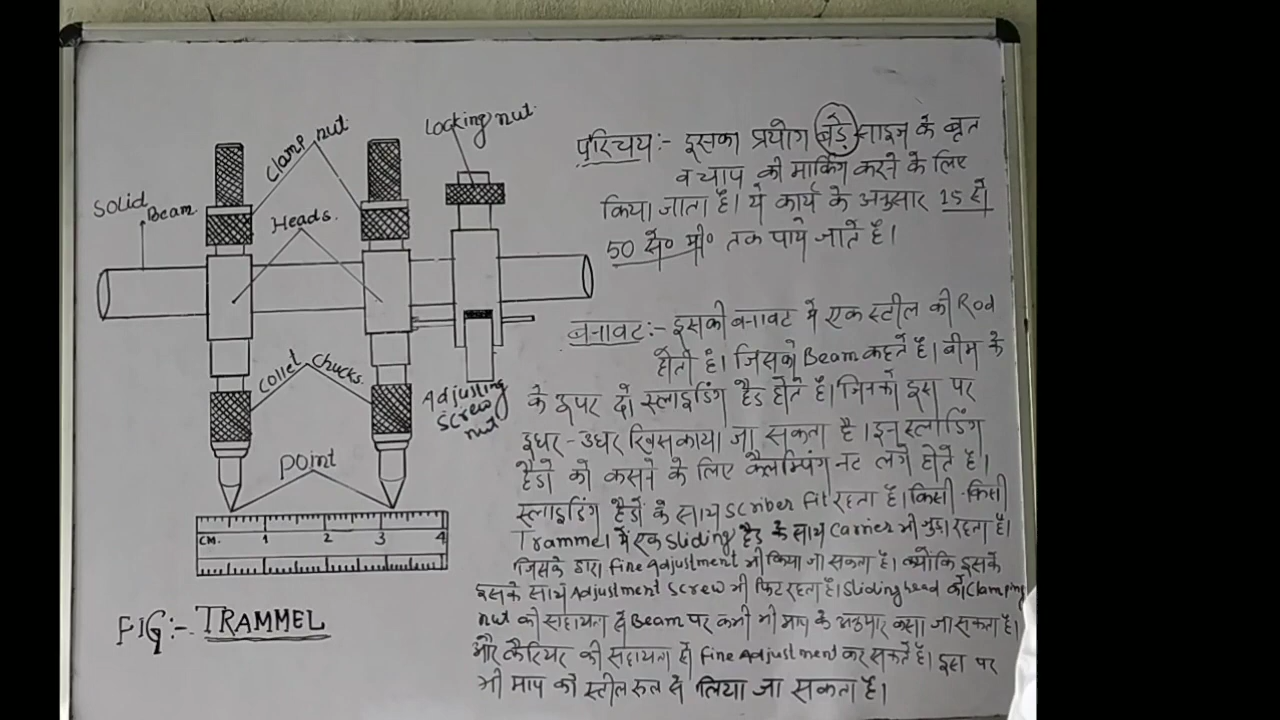 Clamp nut
Locking nut
Solid
Beam
Heads.
Collet Chucks.
Adjusting
Screw
nut
Point
CM. 1 2 3 4
FIG:- TRAMMEL
परिचय:- इसका प्रयोग बड़े साइज के वृत
व चाप की मार्किंग करने के लिए
किया जाता है। ये कार्य के अनुसार 15 से
50 से० मी० तक पाये जाते है।
बनावट:- इसकी बनावट में एक स्टील की Rod
होती है। जिसको Beam कहते है। बीम के
के ऊपर दो स्लाइडिंग हैड होते है। जिनको इस पर
इधर-उधर खिसकाया जा सकता है। इन स्लाडिंग
हैडो को कसने के लिए क्लैम्पिंग नट लगे होते है।
स्लाइडिंग हैडों के साथ Scriber Fit रहता है। किसी-किसी
Trammel में एक Sliding हैड के साथ Carrier भी जुडा रहता है।
जिसके द्वारा Fine Adjustment भी किया जा सकता है। क्योंकि इसके
इसके साथ Adjustment Screw भी फिट रहता है। Sliding head को Clamping
nut की सहायता से Beam पर कभी भी माप के अनुसार कसा जा सकता है।
और कैरियर की सहायता से Fine Adjustment कर सकते है। इस पर
भी माप को स्टील रूल से लिया जा सकता है।